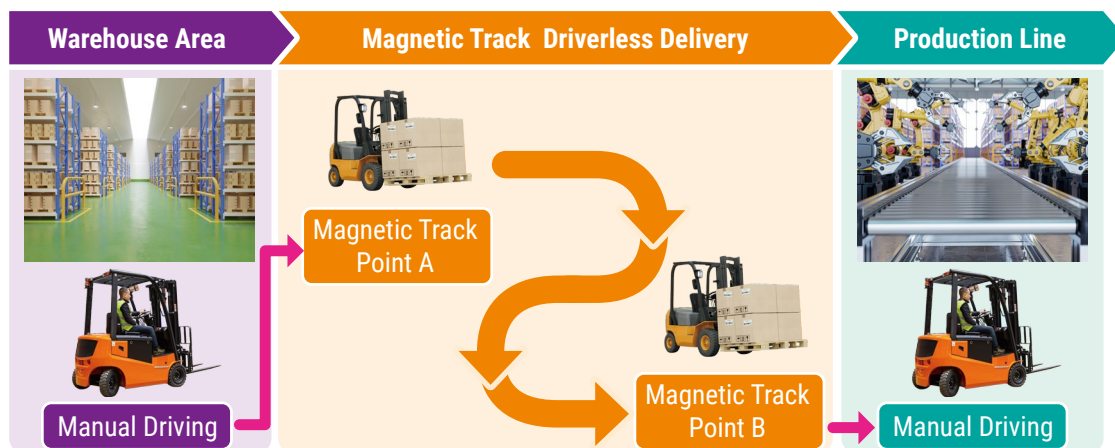 Warehouse Area
Magnetic Track Driverless Delivery
Production Line
Magnetic Track
Point A
Manual Driving
Magnetic Track
Point B
Manual Driving